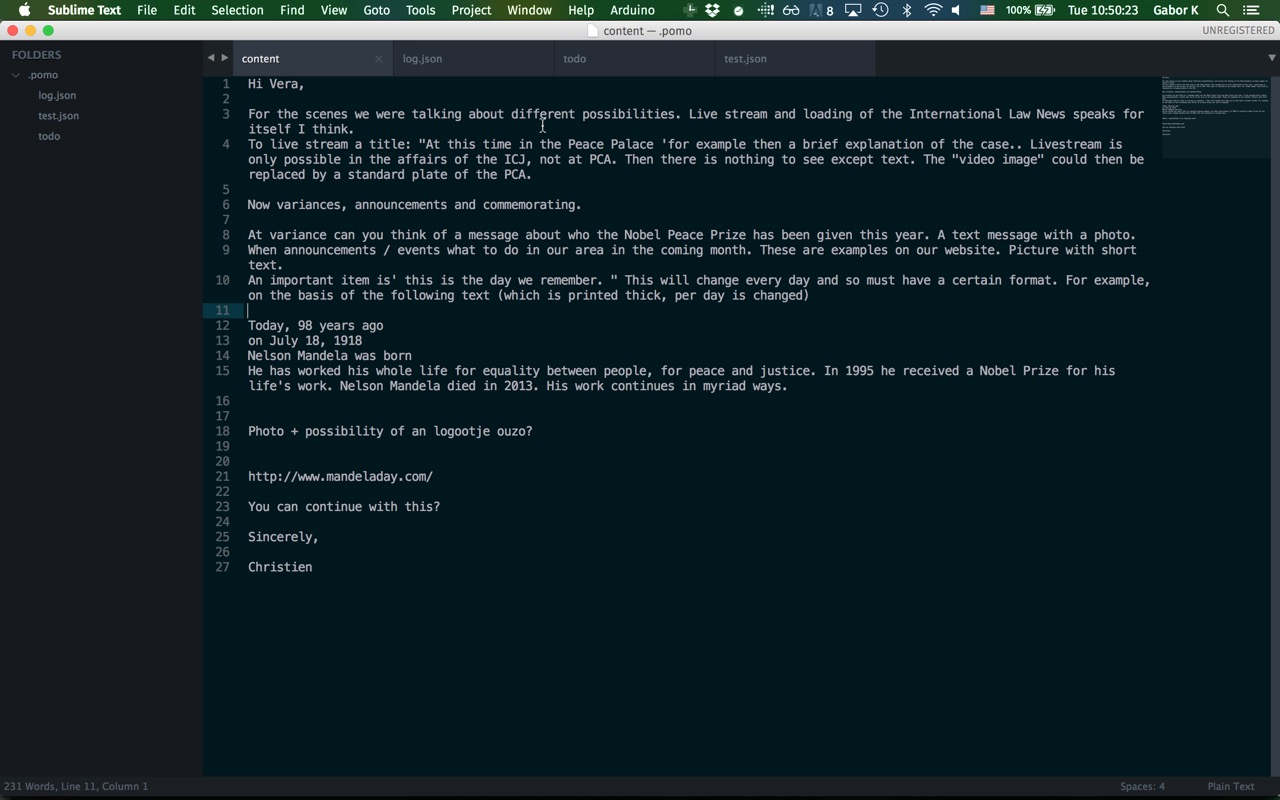 Sublime Text File Edit Selection Find View Goto Tools Project Window Help Arduino 8 100% Tue 10:50:23 Gabor K
content — .pomo UNREGISTERED
FOLDERS
.pomo
log.json
test.json
todo
content × log.json todo test.json
1 Hi Vera,
2
3 For the scenes we were talking about different possibilities. Live stream and loading of the International Law News speaks for
itself I think.
4 To live stream a title: "At this time in the Peace Palace 'for example then a brief explanation of the case.. Livestream is
only possible in the affairs of the ICJ, not at PCA. Then there is nothing to see except text. The "video image" could then be
replaced by a standard plate of the PCA.
5
6 Now variances, announcements and commemorating.
7
8 At variance can you think of a message about who the Nobel Peace Prize has been given this year. A text message with a photo.
9 When announcements / events what to do in our area in the coming month. These are examples on our website. Picture with short
text.
10 An important item is' this is the day we remember. " This will change every day and so must have a certain format. For example,
on the basis of the following text (which is printed thick, per day is changed)
11
12 Today, 98 years ago
13 on July 18, 1918
14 Nelson Mandela was born
15 He has worked his whole life for equality between people, for peace and justice. In 1995 he received a Nobel Prize for his
life's work. Nelson Mandela died in 2013. His work continues in myriad ways.
16
17
18 Photo + possibility of an logootje ouzo?
19
20
21 http://www.mandeladay.com/
22
23 You can continue with this?
24
25 Sincerely,
26
27 Christien
231 Words, Line 11, Column 1 Spaces: 4 Plain Text